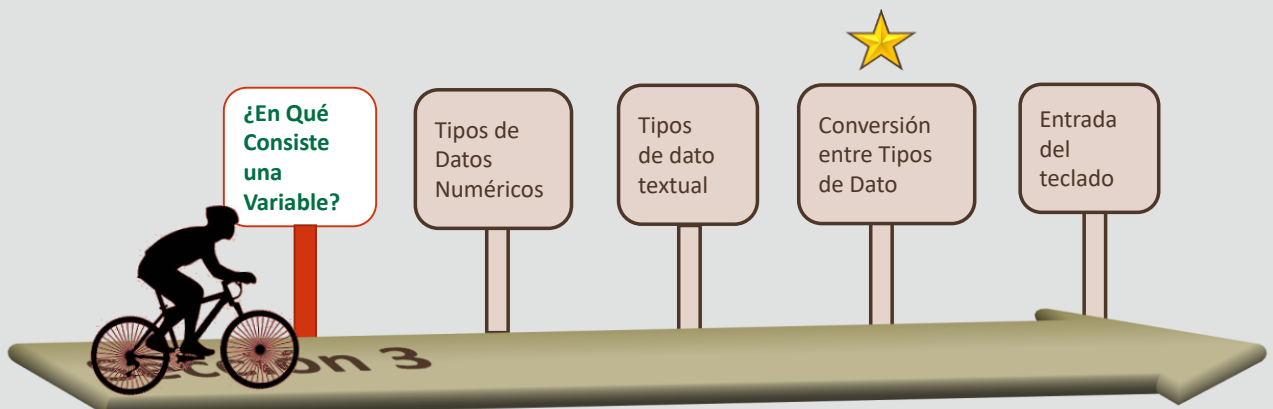 ¿En Qué
Consiste
una
Variable?
Tipos de
Datos
Numéricos
Tipos
de dato
textual
Conversión
entre Tipos
de Dato
Entrada
del
teclado
3